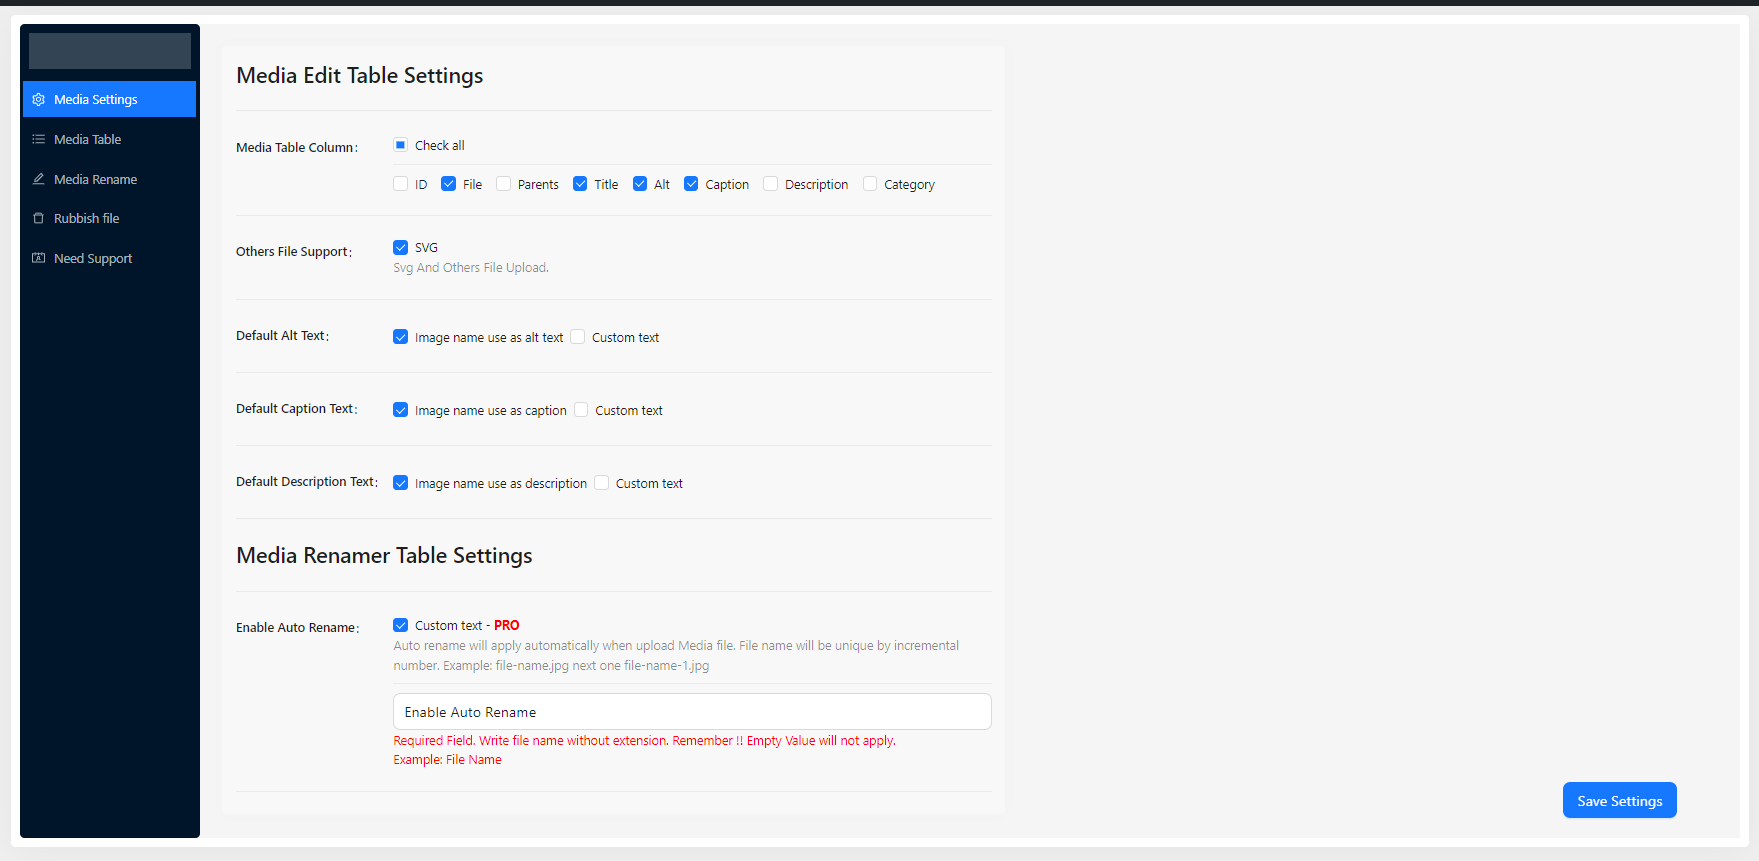 Media Settings
Media Table
Media Rename
Rubbish file
Need Support
Media Edit Table Settings
Media Table Column:
Check all
ID File Parents Title Alt Caption Description Category
Others File Support:
SVG
Svg And Others File Upload.
Default Alt Text:
Image name use as alt text Custom text
Default Caption Text:
Image name use as caption Custom text
Default Description Text:
Image name use as description Custom text
Media Renamer Table Settings
Enable Auto Rename:
Custom text - PRO
Auto rename will apply automatically when upload Media file. File name will be unique by incremental
number. Example: file-name.jpg next one file-name-1.jpg
Enable Auto Rename
Required Field. Write file name without extension. Remember !! Empty Value will not apply.
Example: File Name
Save Settings